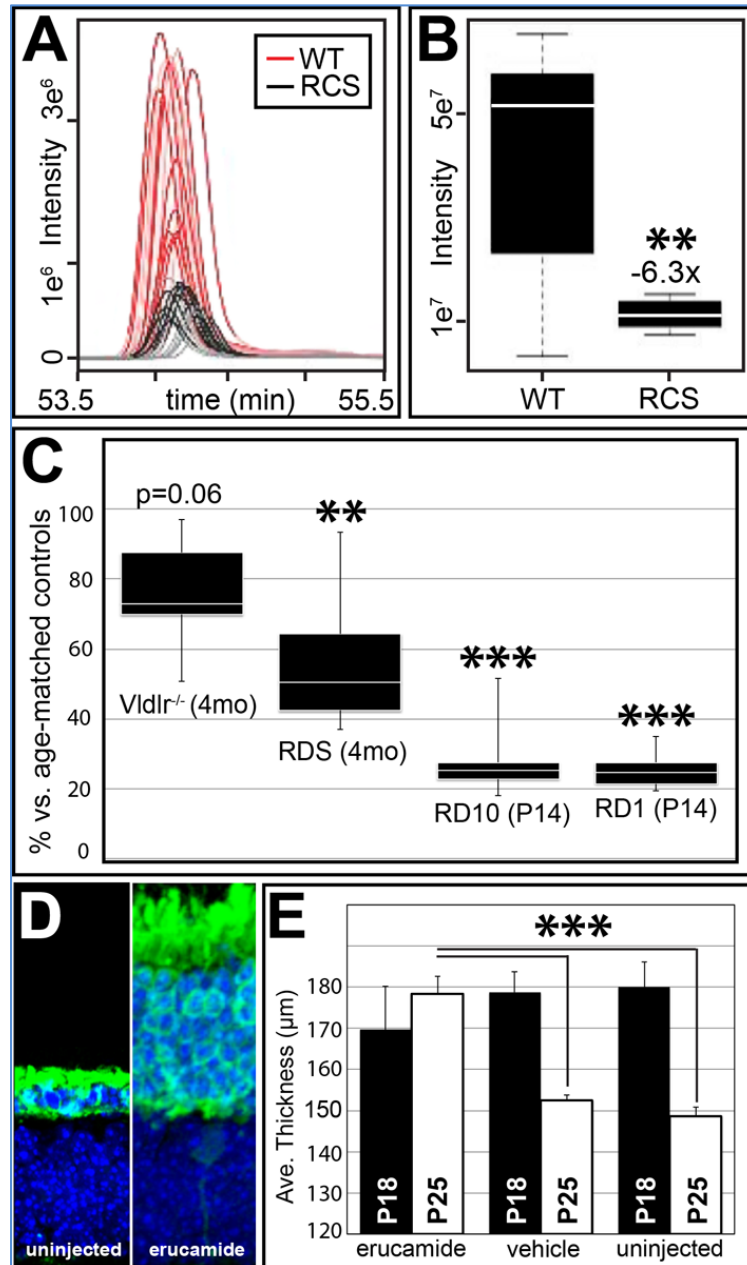 A
WT
RCS
Intensity
3e⁶
1e⁶
0
53.5
time (min)
55.5
B
Intensity
5e⁷
1e⁷
**
-6.3x
WT
RCS
C
% vs. age-matched controls
100
80
60
40
20
0
p=0.06
Vldlr⁻/⁻ (4mo)
**
RDS (4mo)
***
RD10 (P14)
***
RD1 (P14)
D
uninjected
erucamide
E
Ave. Thickness (µm)
180
170
160
150
140
130
120
***
P18
P25
P18
P25
P18
P25
erucamide
vehicle
uninjected